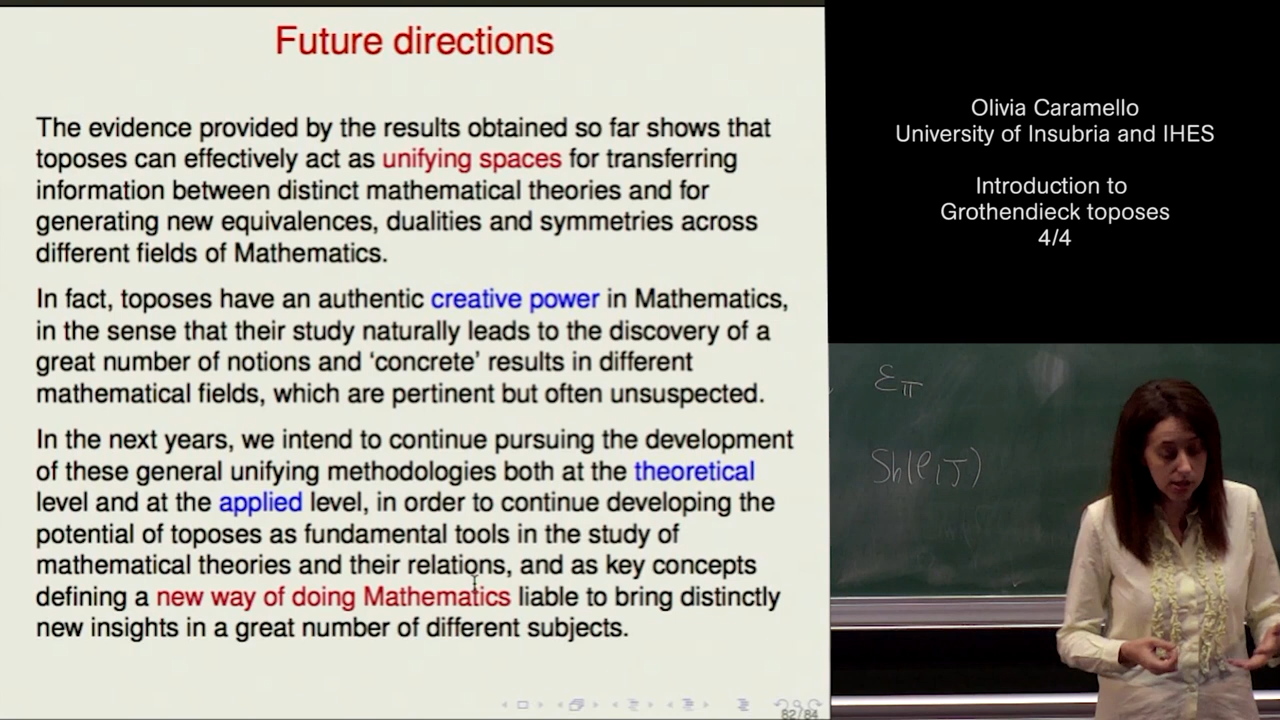 Future directions
The evidence provided by the results obtained so far shows that
toposes can effectively act as unifying spaces for transferring
information between distinct mathematical theories and for
generating new equivalences, dualities and symmetries across
different fields of Mathematics.
In fact, toposes have an authentic creative power in Mathematics,
in the sense that their study naturally leads to the discovery of a
great number of notions and ‘concrete’ results in different
mathematical fields, which are pertinent but often unsuspected.
In the next years, we intend to continue pursuing the development
of these general unifying methodologies both at the theoretical
level and at the applied level, in order to continue developing the
potential of toposes as fundamental tools in the study of
mathematical theories and their relations, and as key concepts
defining a new way of doing Mathematics liable to bring distinctly
new insights in a great number of different subjects.
82/84
Olivia Caramello
University of Insubria and IHES
Introduction to
Grothendieck toposes
4/4
ℰπ
Sh(𝒞,J)